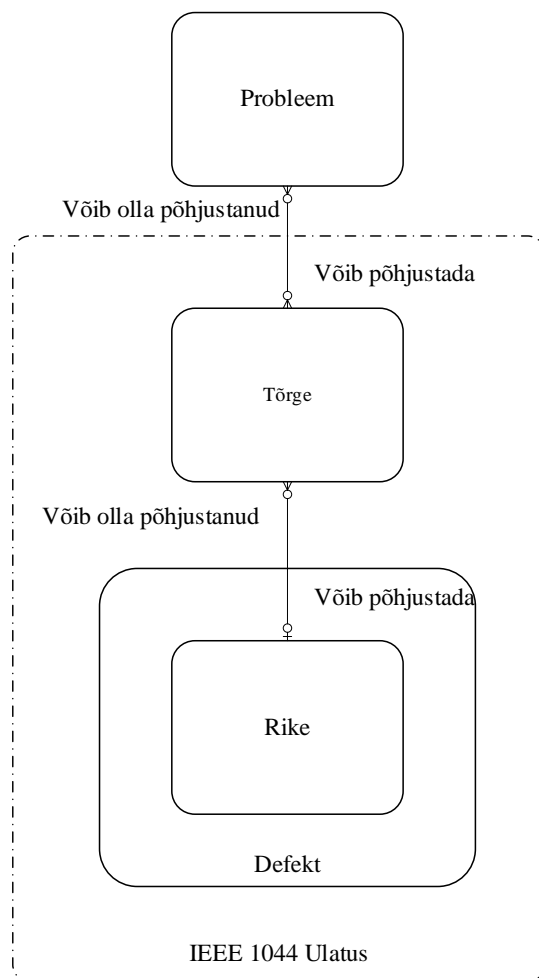 Probleem
Võib olla põhjustanud
Võib põhjustada
Tõrge
Võib olla põhjustanud
Võib põhjustada
Rike
Defekt
IEEE 1044 Ulatus